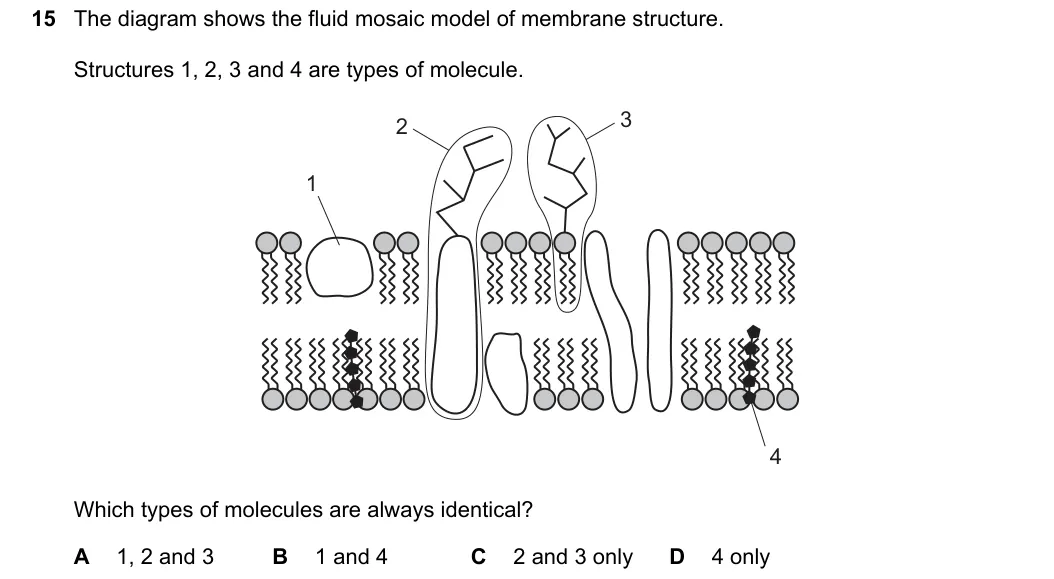 15 The diagram shows the fluid mosaic model of membrane structure.
Structures 1, 2, 3 and 4 are types of molecule.
2
3
1
4
Which types of molecules are always identical?
A 1, 2 and 3 B 1 and 4 C 2 and 3 only D 4 only